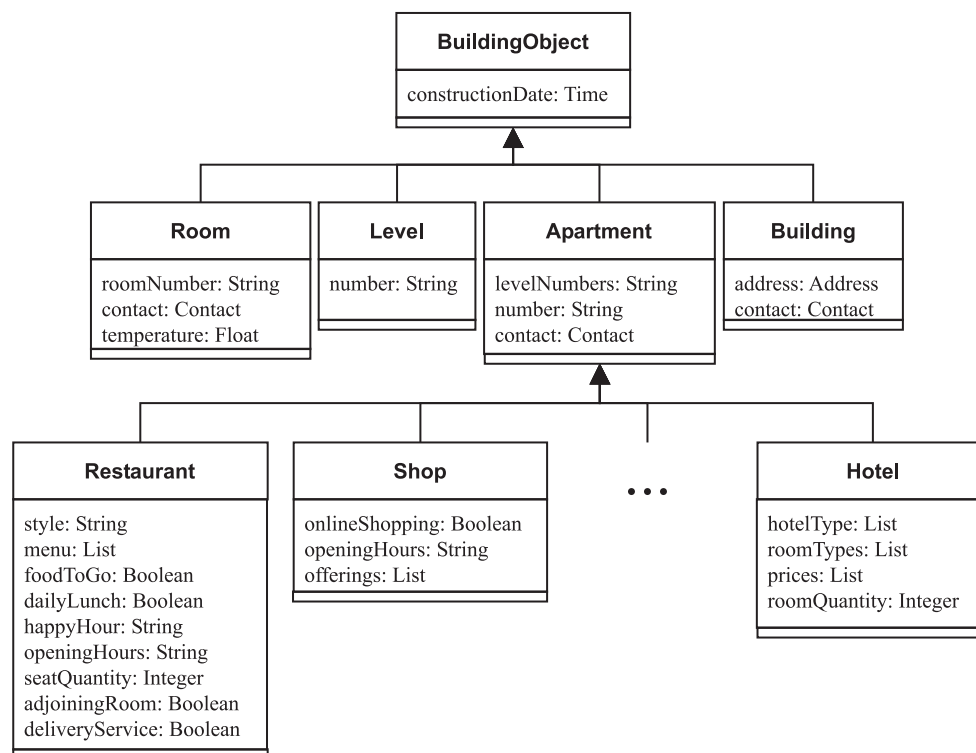 BuildingObject
constructionDate: Time
Room
roomNumber: String
contact: Contact
temperature: Float
Level
number: String
Apartment
levelNumbers: String
number: String
contact: Contact
Building
address: Address
contact: Contact
Restaurant
style: String
menu: List
foodToGo: Boolean
dailyLunch: Boolean
happyHour: String
openingHours: String
seatQuantity: Integer
adjoiningRoom: Boolean
deliveryService: Boolean
Shop
onlineShopping: Boolean
openingHours: String
offerings: List
...
Hotel
hotelType: List
roomTypes: List
prices: List
roomQuantity: Integer